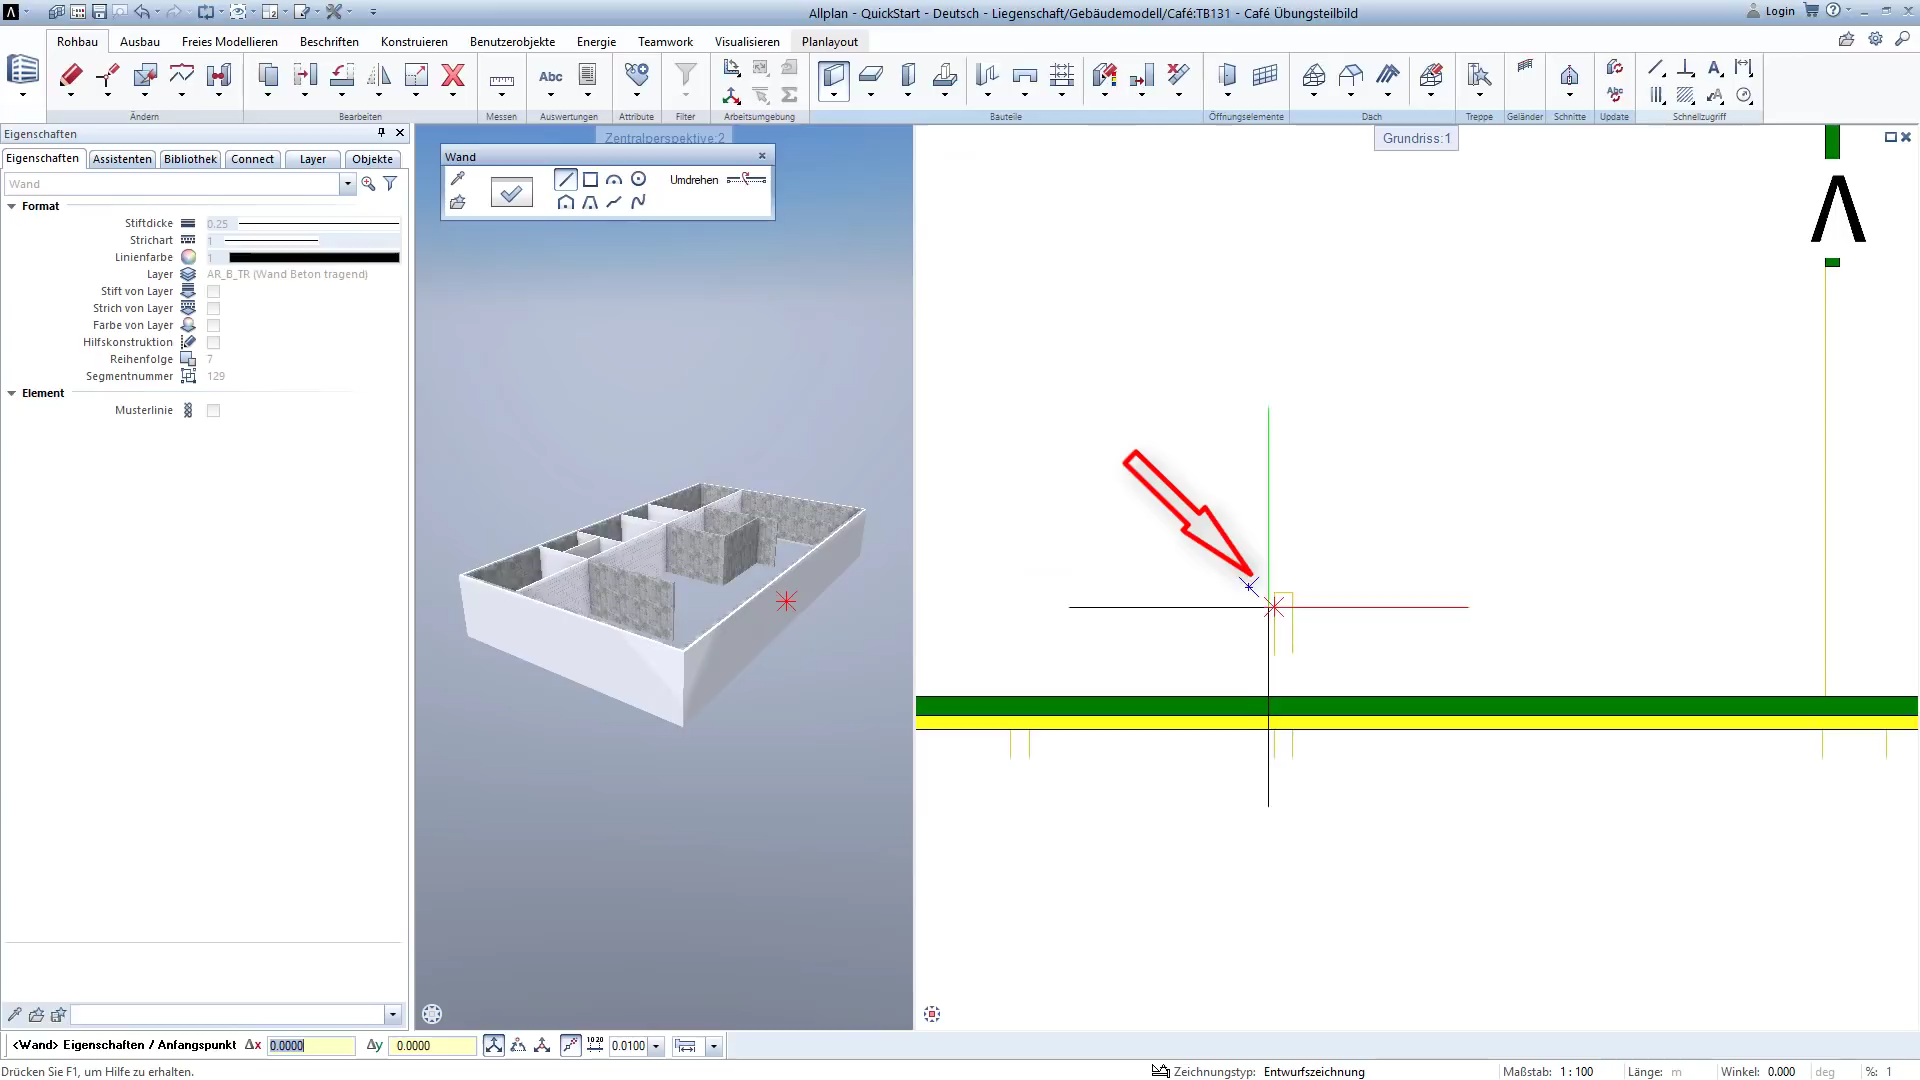 Allplan - QuickStart - Deutsch - Liegenschaft/Gebäudemodell/Café:TB131 - Café Übungsteilbild
Login
Rohbau
Ausbau
Freies Modellieren
Beschriften
Konstruieren
Benutzerobjekte
Energie
Teamwork
Visualisieren
Planlayout
Abc
Abc
Ändern
Bearbeiten
Messen
Auswertungen
Attribute
Filter
Arbeitsumgebung
Bauteile
Öffnungselemente
Dach
Treppe
Geländer
Schnitte
Update
Schnellzugriff
Eigenschaften
Eigenschaften
Assistenten
Bibliothek
Connect
Layer
Objekte
Wand
Format
Stiftdicke 0.25
Strichart 1
Linienfarbe 1
Layer AR_B_TR (Wand Beton tragend)
Stift von Layer
Strich von Layer
Farbe von Layer
Hilfskonstruktion
Reihenfolge 7
Segmentnummer 129
Element
Musterlinie
Zentralperspektive:2
Wand
Umdrehen
Grundriss:1
<Wand> Eigenschaften / Anfangspunkt Δx 0.0000 Δy 0.0000 1020 0.0100
Drücken Sie F1, um Hilfe zu erhalten.
Zeichnungstyp: Entwurfszeichnung
Maßstab: 1 : 100
Länge: m
Winkel: 0.000 deg
%: 1